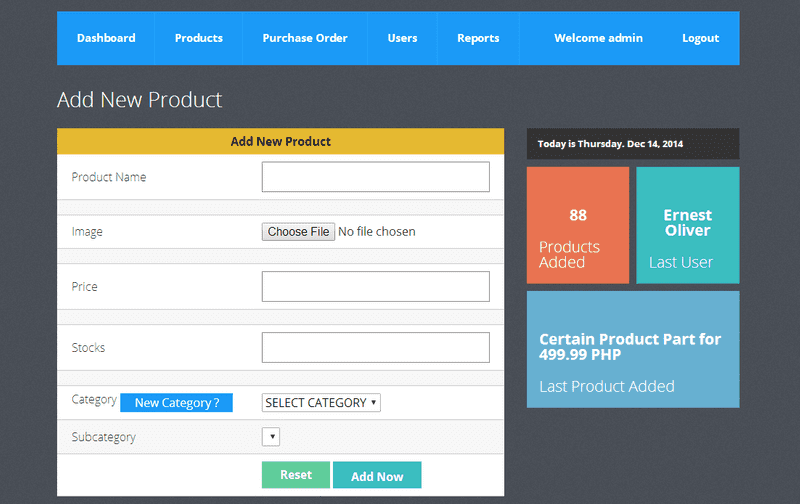 Dashboard Products Purchase Order Users Reports Welcome admin Logout
Add New Product
Add New Product
Product Name
Image Choose File No file chosen
Price
Stocks
Category New Category ? SELECT CATEGORY
Subcategory
Reset Add Now
Today is Thursday. Dec 14, 2014
88
Products
Added
Ernest
Oliver
Last User
Certain Product Part for
499.99 PHP
Last Product Added